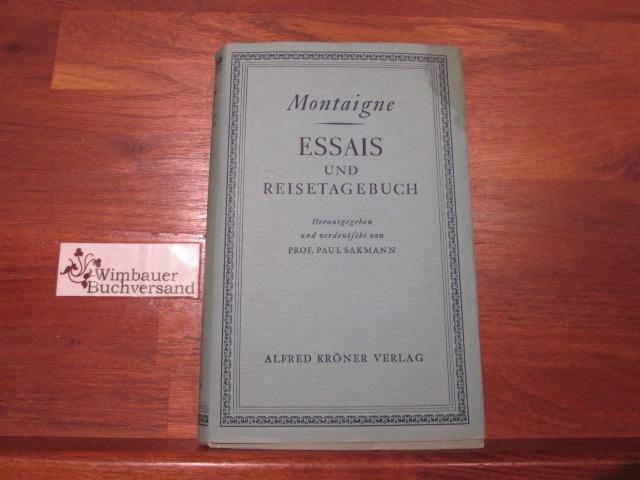 Montaigne
ESSAIS
UND
REISETAGEBUCH
Herausgegeben
und verdeutscht von
PROF. PAUL SAKMANN
ALFRED KRÖNER VERLAG
Wimbauer
Buchversand